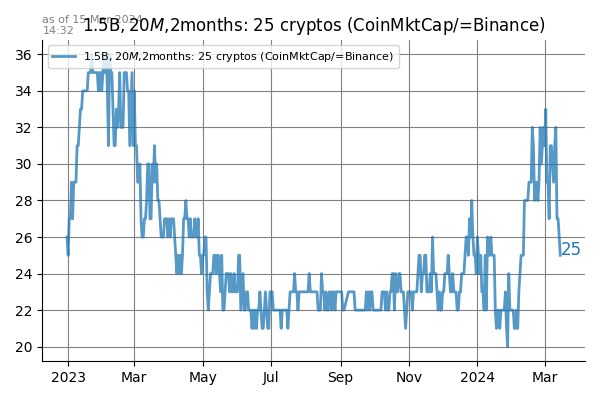 as of 15 Mar 2024
14:32
1.5B, 20M,2months: 25 cryptos (CoinMktCap/=Binance)
1.5B, 20M,2months: 25 cryptos (CoinMktCap/=Binance)
36
34
32
30
28
26
24
22
20
25
2023 Mar May Jul Sep Nov 2024 Mar